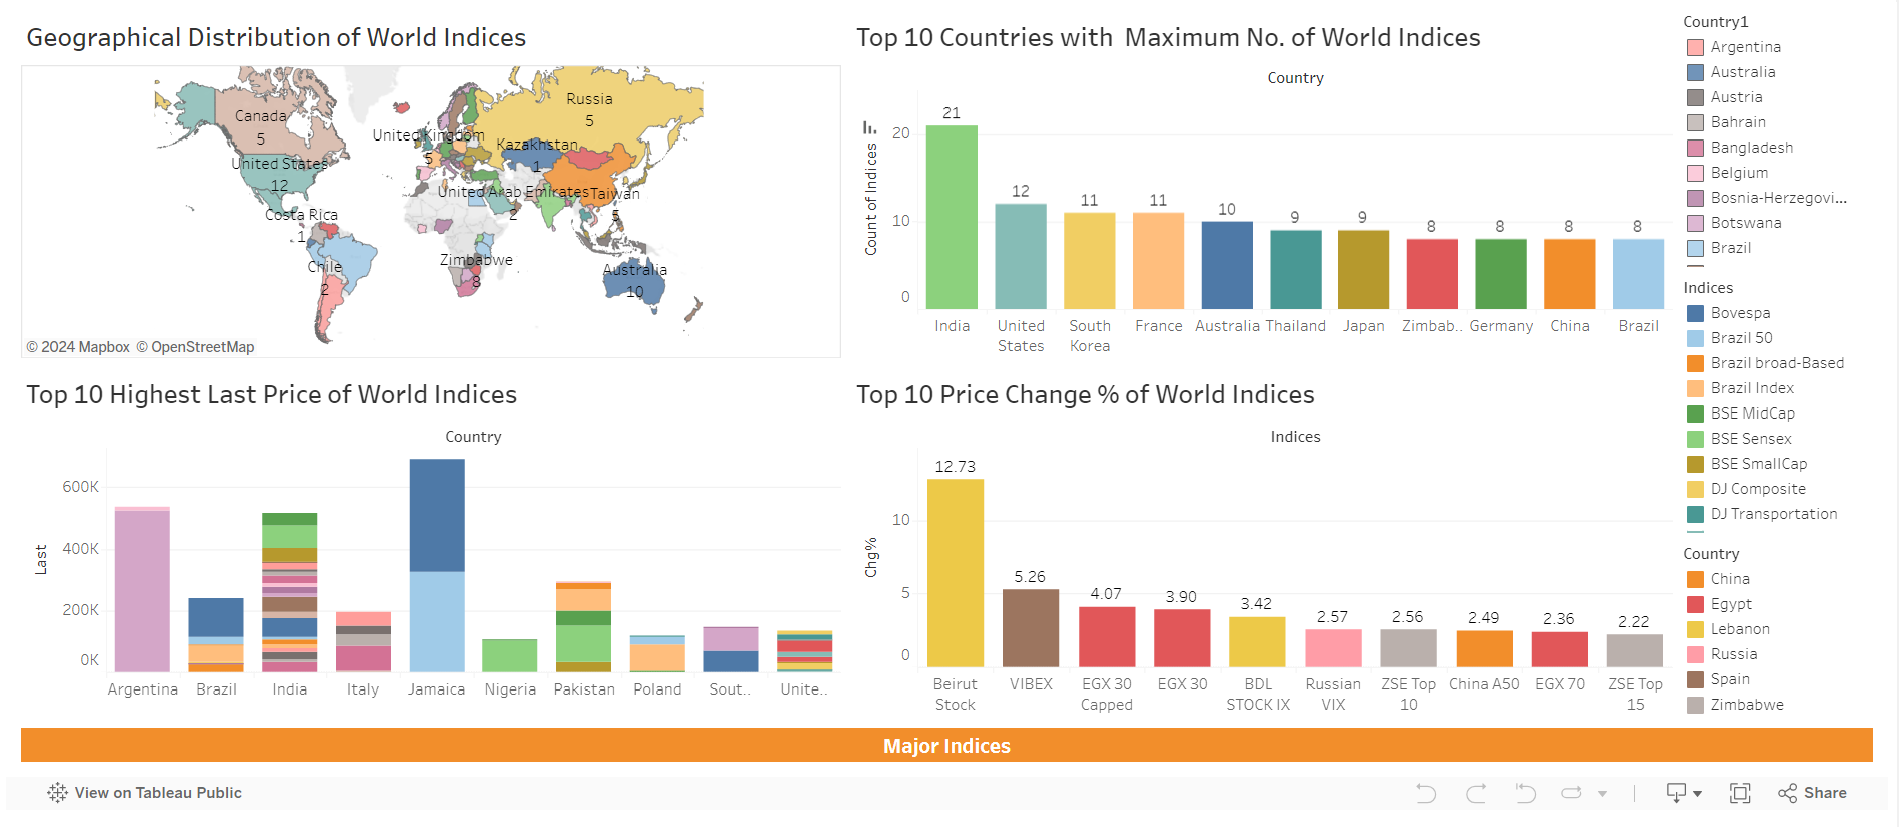 Geographical Distribution of World Indices
Canada
5
Russia
5
United Kingdom
5
Kazakhstan
1
United States
12
United Arab Emirates
2
Taiwan
5
Costa Rica
1
Chile
2
Zimbabwe
8
Australia
10
© 2024 Mapbox © OpenStreetMap
Top 10 Countries with Maximum No. of World Indices
Country
Count of Indices
20
10
0
21
12
11
11
10
9
9
8
8
8
8
India
United States
South Korea
France
Australia
Thailand
Japan
Zimbab..
Germany
China
Brazil
Top 10 Highest Last Price of World Indices
Country
Last
600K
400K
200K
0K
Argentina
Brazil
India
Italy
Jamaica
Nigeria
Pakistan
Poland
Sout..
Unite..
Top 10 Price Change % of World Indices
Indices
Chg%
10
5
0
12.73
5.26
4.07
3.90
3.42
2.57
2.56
2.49
2.36
2.22
Beirut Stock
VIBEX
EGX 30 Capped
EGX 30
BDL STOCK IX
Russian VIX
ZSE Top 10
China A50
EGX 70
ZSE Top 15
Country1
Argentina
Australia
Austria
Bahrain
Bangladesh
Belgium
Bosnia-Herzegovi...
Botswana
Brazil
Indices
Bovespa
Brazil 50
Brazil broad-Based
Brazil Index
BSE MidCap
BSE Sensex
BSE SmallCap
DJ Composite
DJ Transportation
Country
China
Egypt
Lebanon
Russia
Spain
Zimbabwe
Major Indices
View on Tableau Public
Share